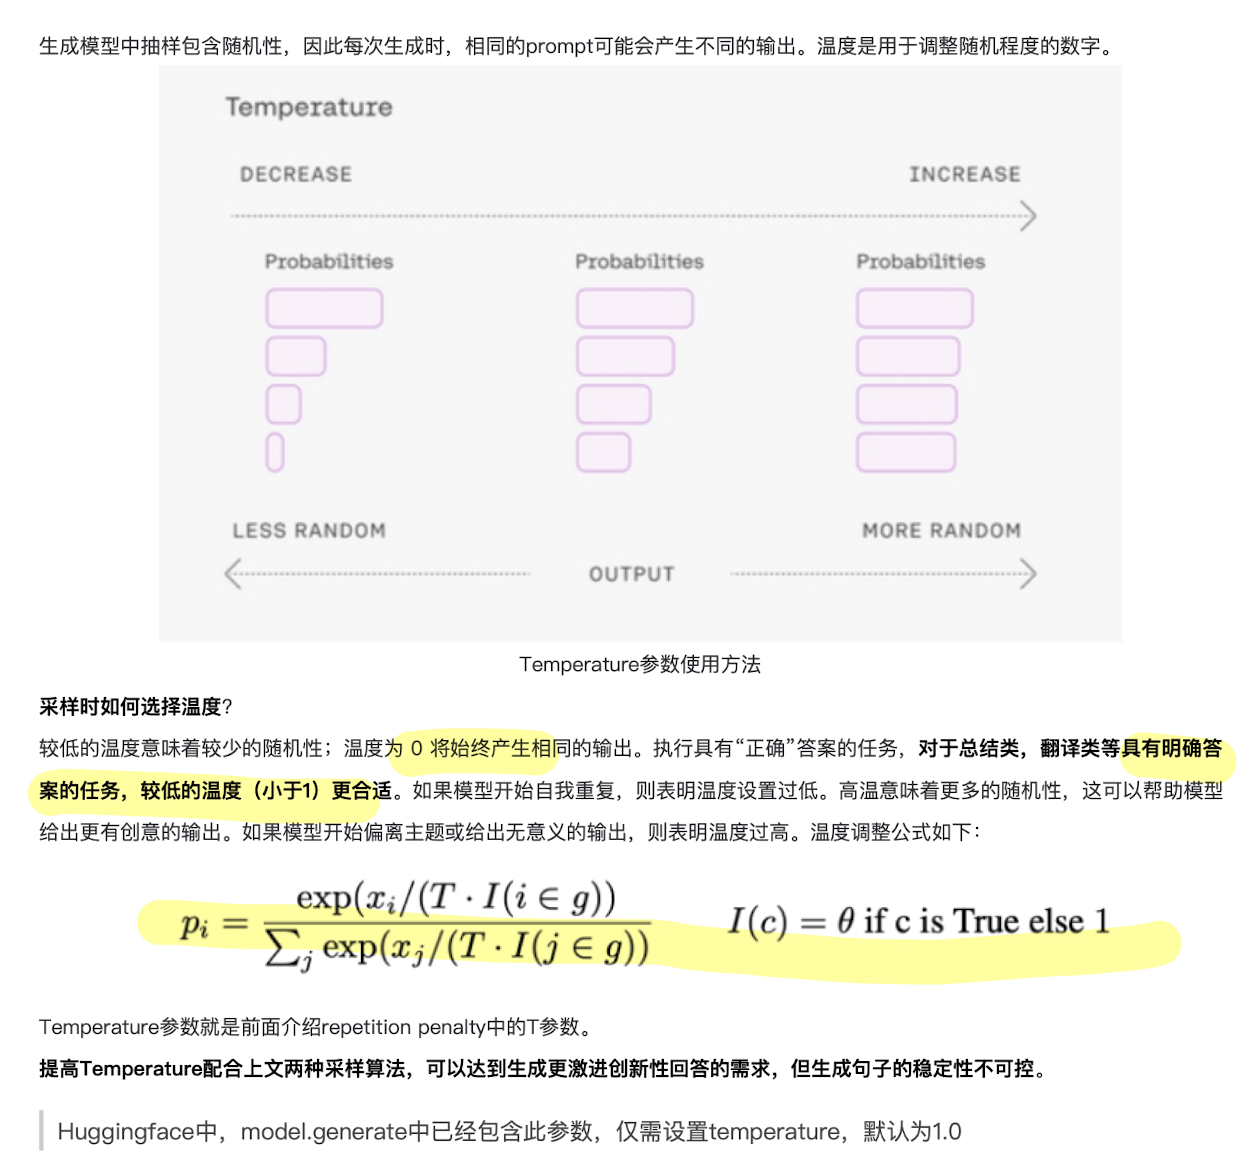 生成模型中抽样包含随机性，因此每次生成时，相同的prompt可能会产生不同的输出。温度是用于调整随机程度的数字。
Temperature
DECREASE INCREASE
Probabilities Probabilities Probabilities
LESS RANDOM MORE RANDOM
OUTPUT
Temperature参数使用方法
采样时如何选择温度？
较低的温度意味着较少的随机性；温度为 0 将始终产生相同的输出。执行具有“正确”答案的任务，对于总结类，翻译类等具有明确答
案的任务，较低的温度（小于1）更合适。如果模型开始自我重复，则表明温度设置过低。高温意味着更多的随机性，这可以帮助模型
给出更有创意的输出。如果模型开始偏离主题或给出无意义的输出，则表明温度过高。温度调整公式如下：
p_i = exp(x_i/(T · I(i ∈ g)) / ∑_j exp(x_j/(T · I(j ∈ g)) I(c) = θ if c is True else 1
Temperature参数就是前面介绍repetition penalty中的T参数。
提高Temperature配合上文两种采样算法，可以达到生成更激进创新性回答的需求，但生成句子的稳定性不可控。
Huggingface中，model.generate中已经包含此参数，仅需设置temperature，默认为1.0